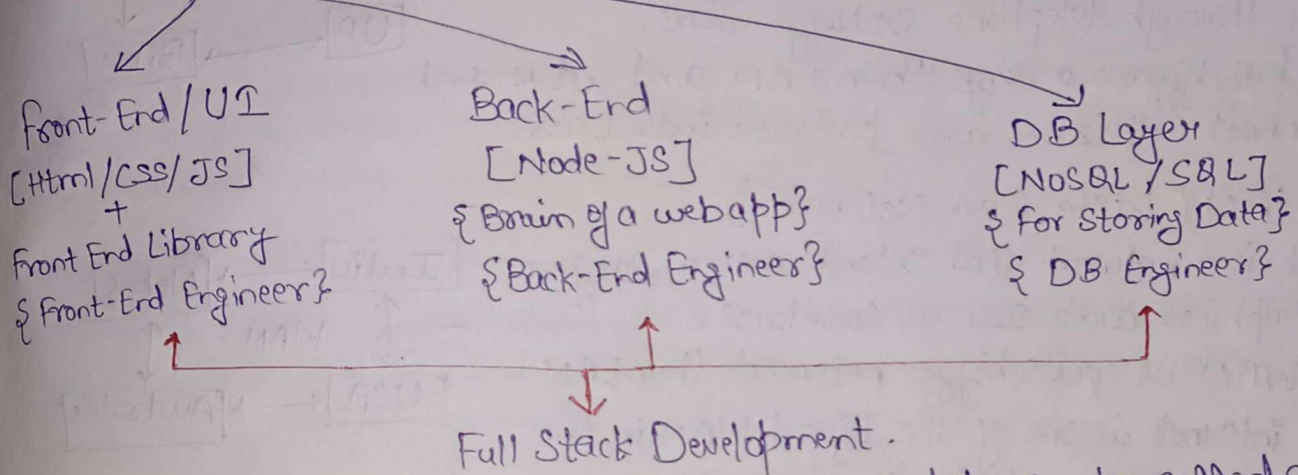 Front-End/UI
[Html/CSS/JS]
+
Front End Library
{Front-End Engineer}
Back-End
[Node-JS]
{Brain of a webapp}
{Back-End Engineer}
DB Layer
[NOSQL/SQL]
{for Storing Data}
{DB Engineer}
Full Stack Development.